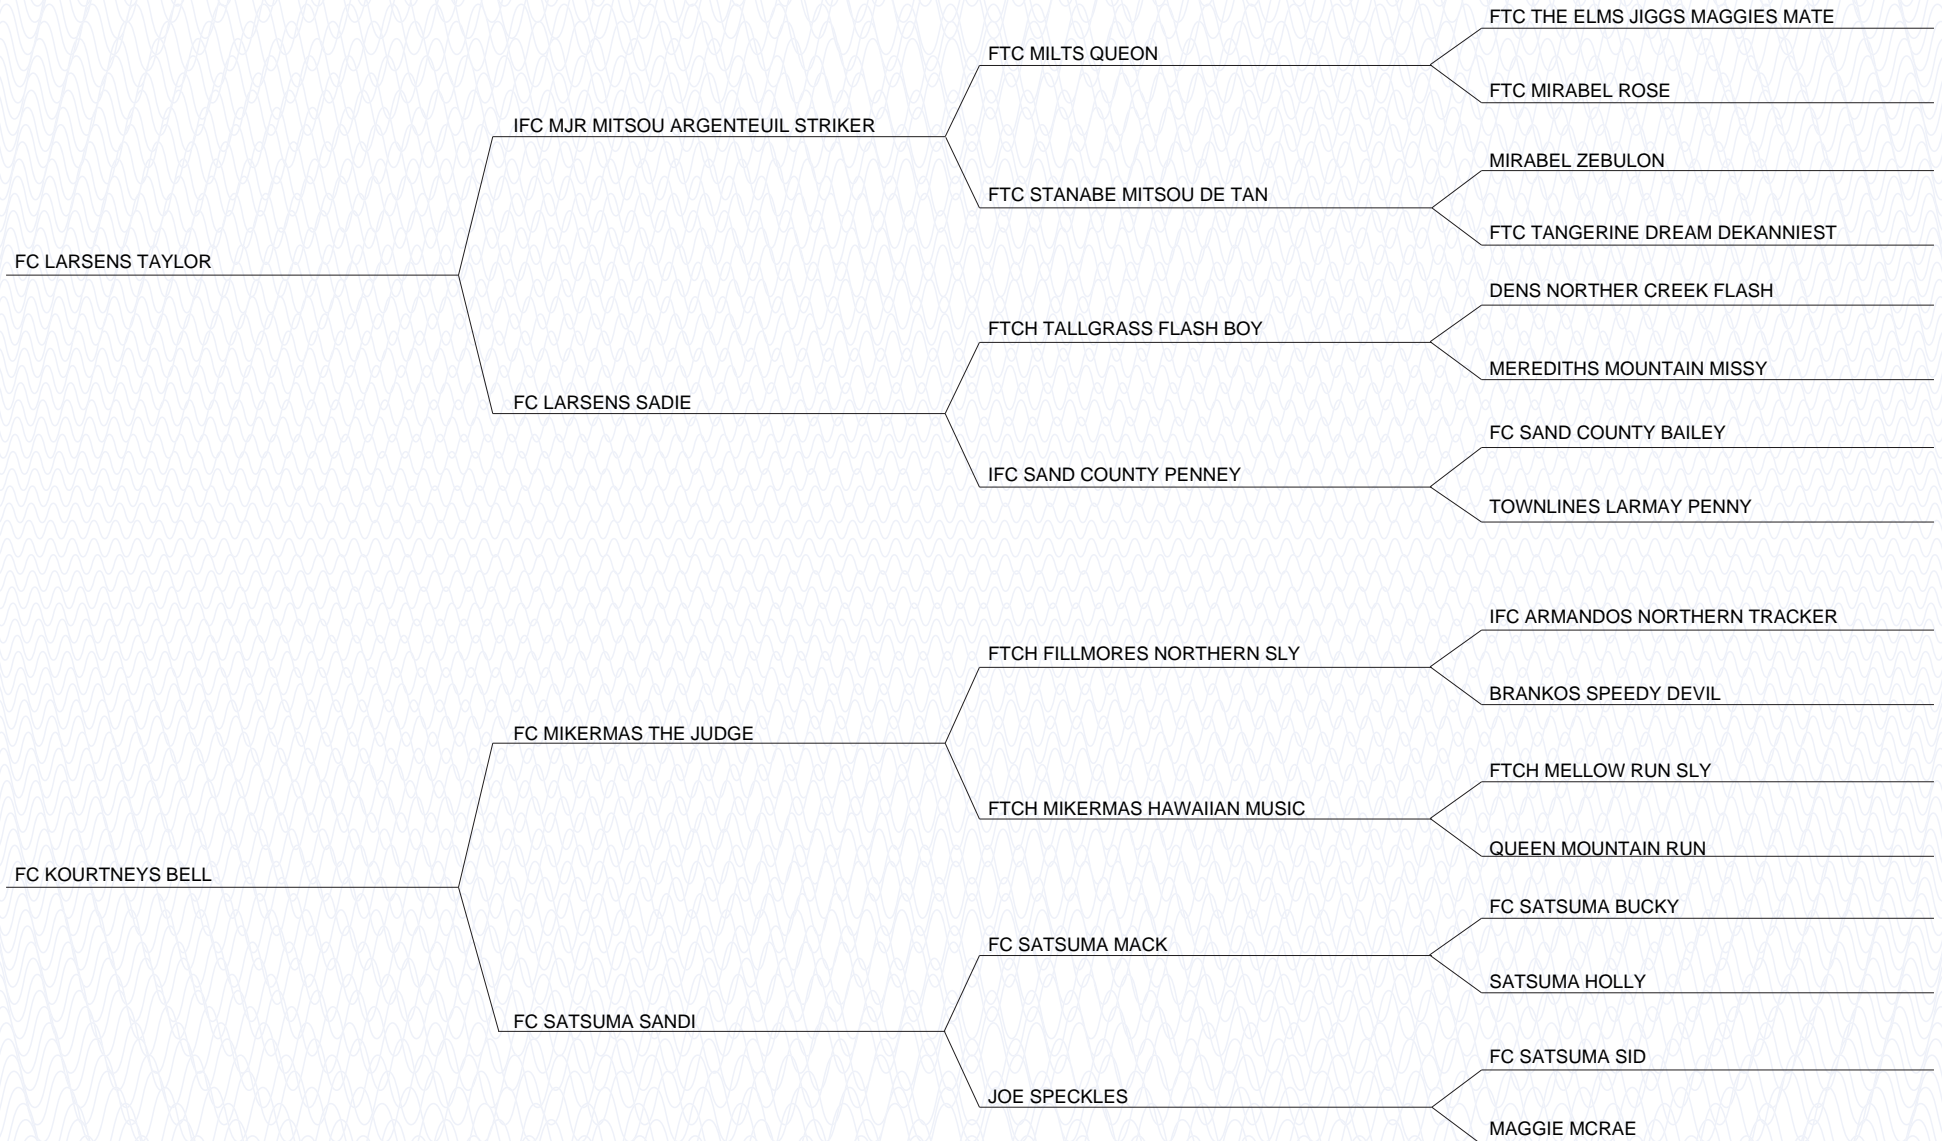 FTC THE ELMS JIGGS MAGGIES MATE
FTC MILTS QUEON
FTC MIRABEL ROSE
IFC MJR MITSOU ARGENTEUIL STRIKER
MIRABEL ZEBULON
FTC STANABE MITSOU DE TAN
FTC TANGERINE DREAM DEKANNIEST
FC LARSENS TAYLOR
DENS NORTHER CREEK FLASH
FTCH TALLGRASS FLASH BOY
MEREDITHS MOUNTAIN MISSY
FC LARSENS SADIE
FC SAND COUNTY BAILEY
IFC SAND COUNTY PENNEY
TOWNLINES LARMAY PENNY
IFC ARMANDOS NORTHERN TRACKER
FTCH FILLMORES NORTHERN SLY
BRANKOS SPEEDY DEVIL
FC MIKERMAS THE JUDGE
FTCH MELLOW RUN SLY
FTCH MIKERMAS HAWAIIAN MUSIC
QUEEN MOUNTAIN RUN
FC KOURTNEYS BELL
FC SATSUMA BUCKY
FC SATSUMA MACK
SATSUMA HOLLY
FC SATSUMA SANDI
FC SATSUMA SID
JOE SPECKLES
MAGGIE MCRAE